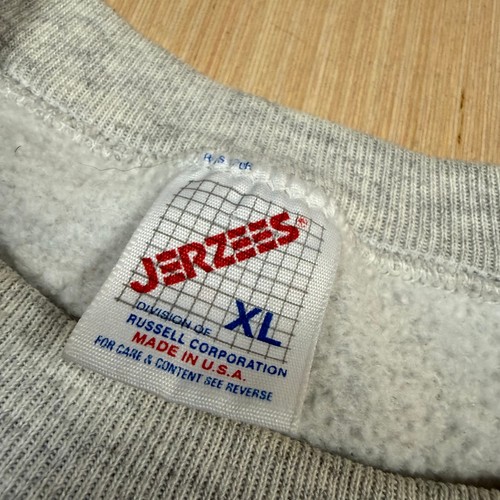 JERZEES
XL
DIVISION OF
RUSSELL CORPORATION
MADE IN U.S.A.
FOR CARE & CONTENT SEE REVERSE